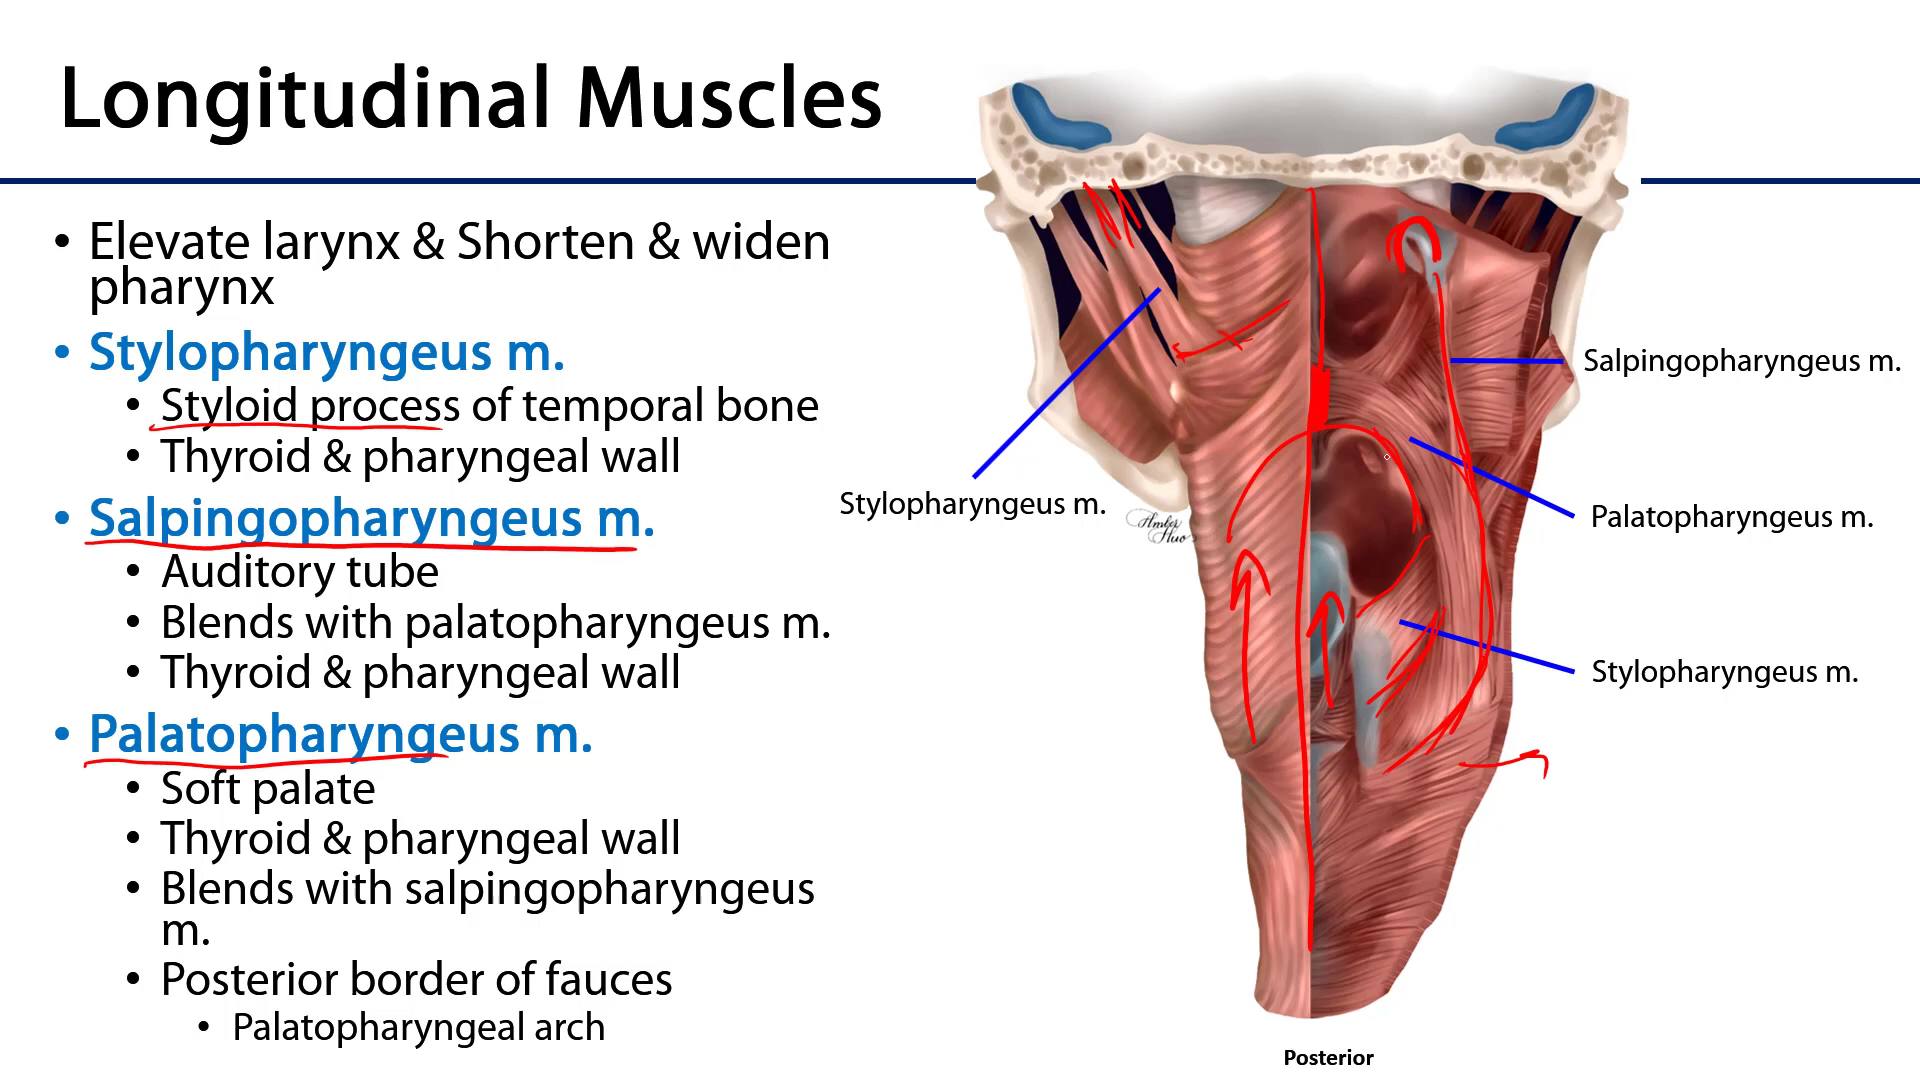 Longitudinal Muscles
• Elevate larynx & Shorten & widen
pharynx
• Stylopharyngeus m.
• Styloid process of temporal bone
• Thyroid & pharyngeal wall
• Salpingopharyngeus m.
• Auditory tube
• Blends with palatopharyngeus m.
• Thyroid & pharyngeal wall
• Palatopharyngeus m.
• Soft palate
• Thyroid & pharyngeal wall
• Blends with salpingopharyngeus
m.
• Posterior border of fauces
• Palatopharyngeal arch
Stylopharyngeus m.
Amber
Huo
Salpingopharyngeus m.
Palatopharyngeus m.
Stylopharyngeus m.
Posterior